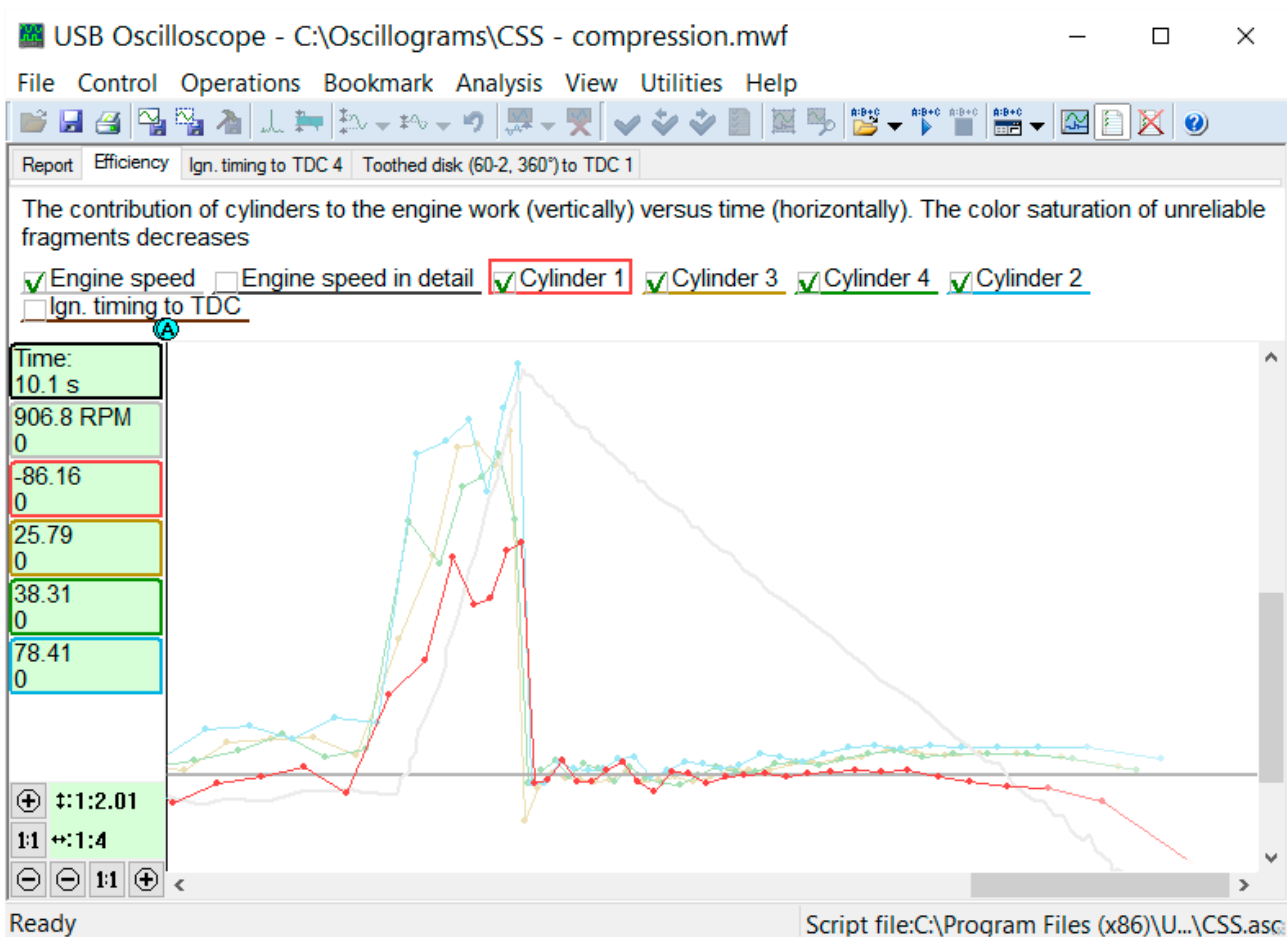 USB Oscilloscope - C:\Oscillograms\CSS - compression.mwf
File Control Operations Bookmark Analysis View Utilities Help
A:B+C A:B+C A:B+C A:B+C
Report Efficiency Ign. timing to TDC 4 Toothed disk (60-2, 360°) to TDC 1
The contribution of cylinders to the engine work (vertically) versus time (horizontally). The color saturation of unreliable
fragments decreases
Engine speed Engine speed in detail Cylinder 1 Cylinder 3 Cylinder 4 Cylinder 2
Ign. timing to TDC
A
Time:
10.1 s
906.8 RPM
0
-86.16
0
25.79
0
38.31
0
78.41
0
↕:1:2.01
1:1 ↔:1:4
1:1
Ready Script file:C:\Program Files (x86)\U...\CSS.asc